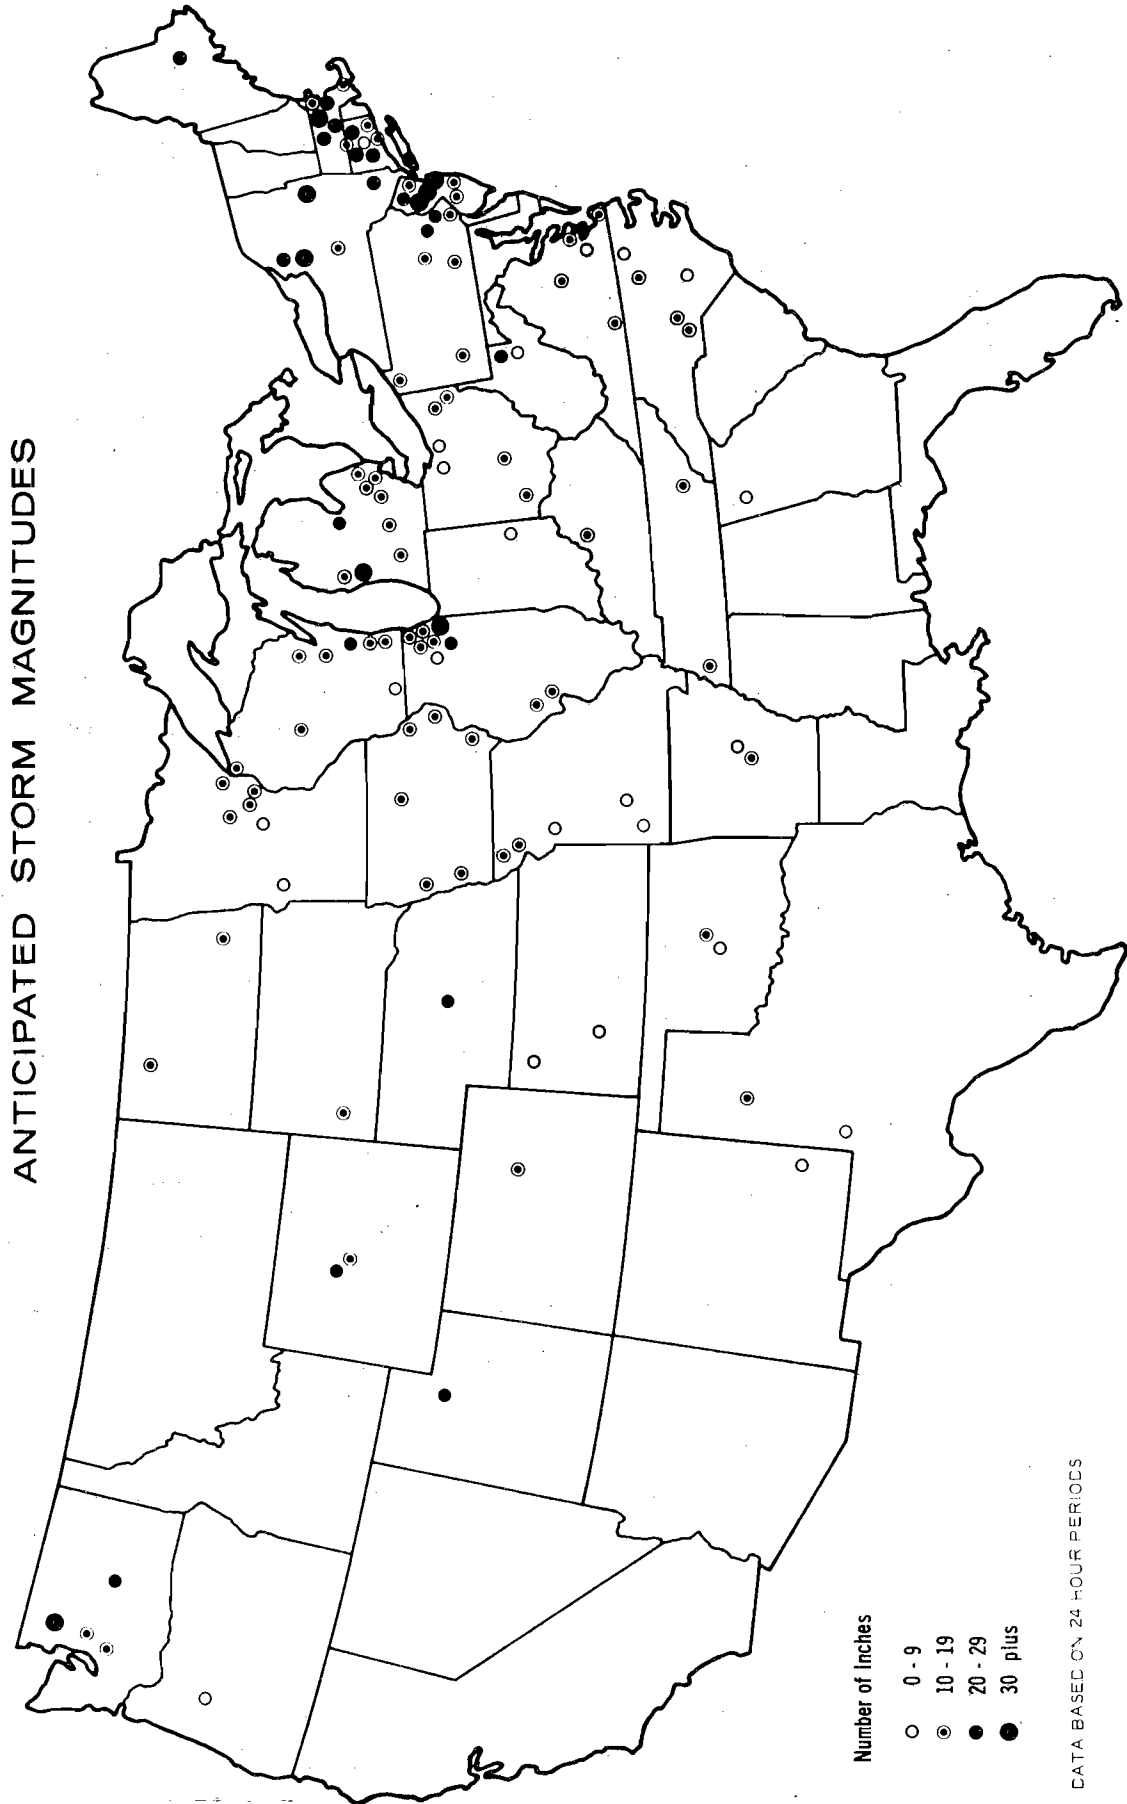 ANTICIPATED STORM MAGNITUDES
Number of Inches
0 - 9
10 - 19
20 - 29
30 plus
DATA BASED ON 24 HOUR PERIODS